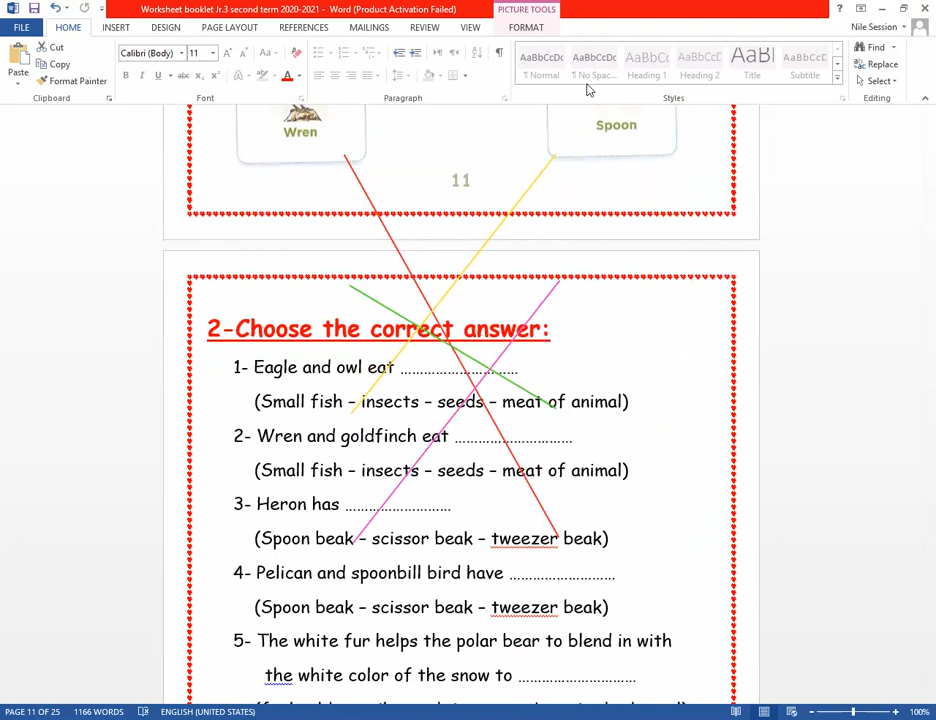 Worksheet booklet Jr.3 second term 2020-2021 - Word (Product Activation Failed)
PICTURE TOOLS
FILE HOME INSERT DESIGN PAGE LAYOUT REFERENCES MAILINGS REVIEW VIEW FORMAT
Nile Session
Paste
Cut
Copy
Format Painter
Clipboard
Calibri (Body) 11
Font
Paragraph
AaBbCcDc AaBbCcDc AaBbCc AaBbCcD AaBl AaBbCcD
¶ Normal ¶ No Spac... Heading 1 Heading 2 Title Subtitle
Styles
Find
Replace
Select
Editing
Wren
Spoon
11
2-Choose the correct answer:
1- Eagle and owl eat ……………………………
(Small fish – insects – seeds – meat of animal)
2- Wren and goldfinch eat ……………………………
(Small fish – insects – seeds – meat of animal)
3- Heron has …………………………
(Spoon beak – scissor beak – tweezer beak)
4- Pelican and spoonbill bird have …………………………
(Spoon beak – scissor beak – tweezer beak)
5- The white fur helps the polar bear to blend in with
the white color of the snow to ……………………………
PAGE 11 OF 25 1166 WORDS ENGLISH (UNITED STATES) 100%